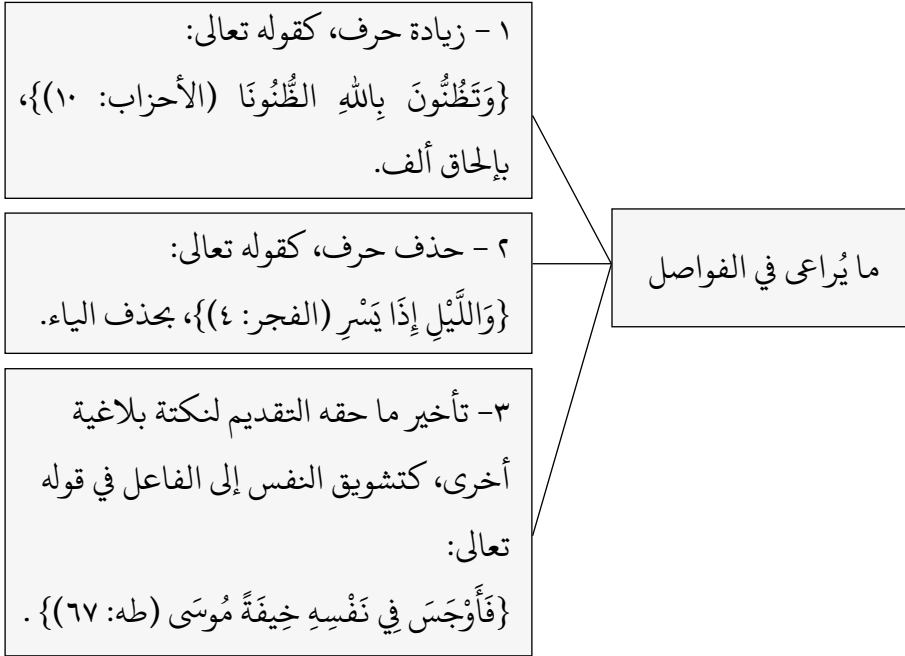 ما يُراعى في الفواصل
١ – زيادة حرف، كقوله تعالى:
{وَتَظُنُّونَ بِاللهِ الظُّنُونَا (الأحزاب: ١٠)}،
بإلحاق ألف.
٢ – حذف حرف، كقوله تعالى:
{وَاللَّيْلِ إِذَا يَسْرِ (الفجر: ٤)}، بحذف الياء.
٣– تأخير ما حقه التقديم لنكتة بلاغية
أخرى، كتشويق النفس إلى الفاعل في قوله
تعالى:
{فَأَوْجَسَ فِي نَفْسِهِ خِيفَةً مُوسَى (طه: ٦٧)} .